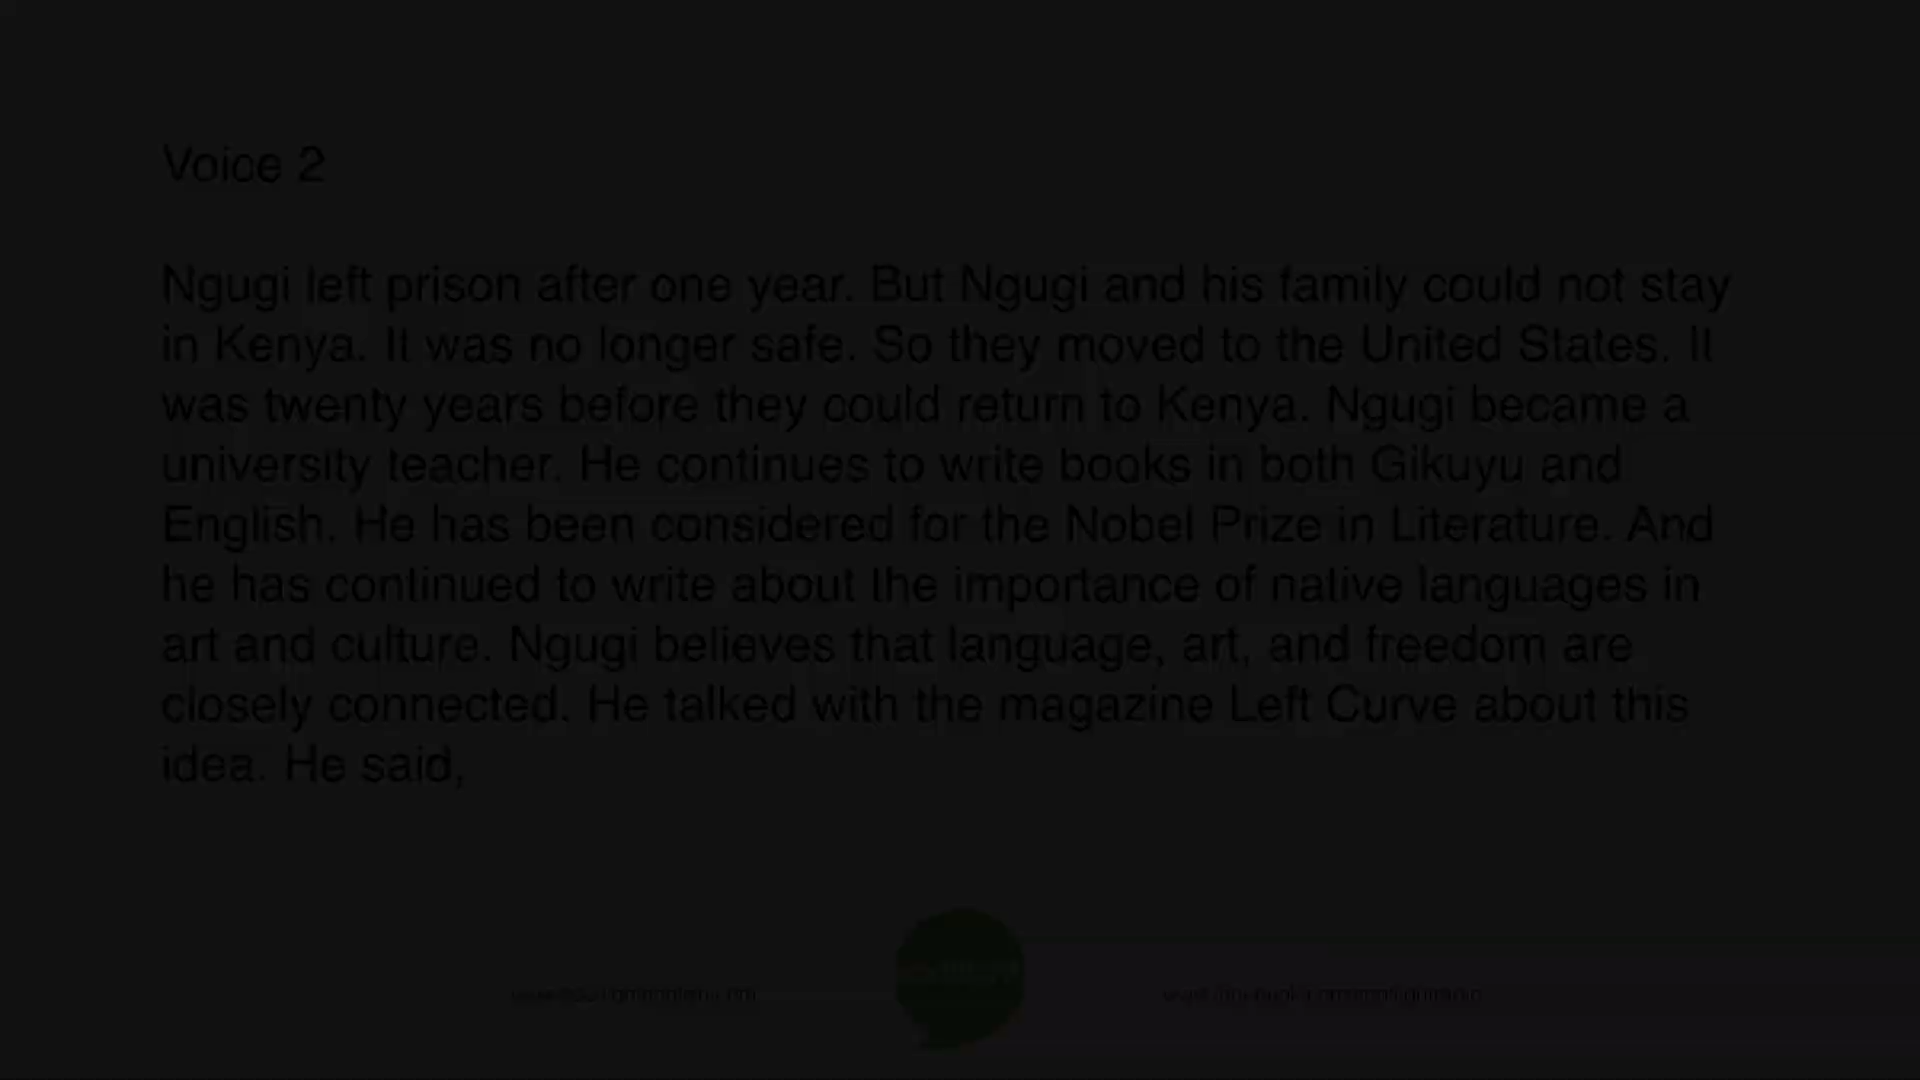 Voice 2
Ngugi left prison after one year. But Ngugi and his family could not stay
in Kenya. It was no longer safe. So they moved to the United States. It
was twenty years before they could return to Kenya. Ngugi became a
university teacher. He continues to write books in both Gikuyu and
English. He has been considered for the Nobel Prize in Literature. And
he has continued to write about the importance of native languages in
art and culture. Ngugi believes that language, art, and freedom are
closely connected. He talked with the magazine Left Curve about this
idea. He said,